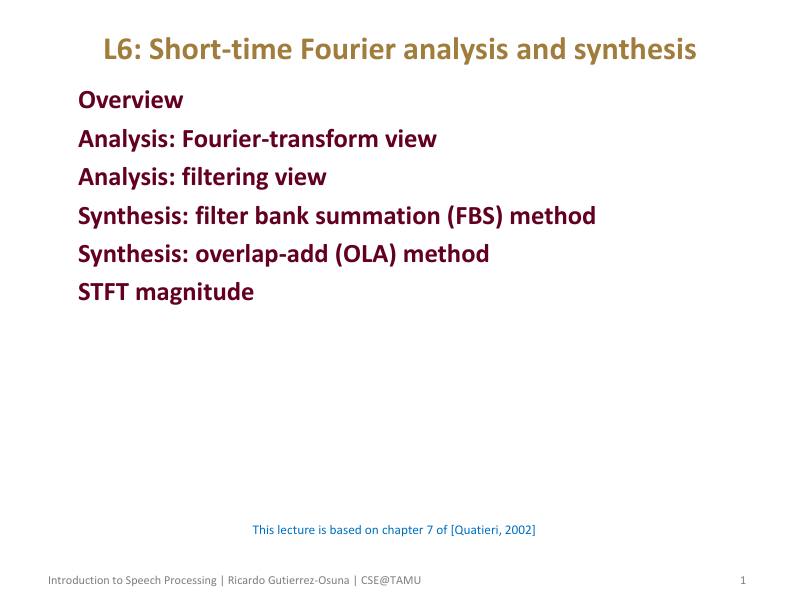 L6: Short-time Fourier analysis and synthesis
Overview
Analysis: Fourier-transform view
Analysis: filtering view
Synthesis: filter bank summation (FBS) method
Synthesis: overlap-add (OLA) method
STFT magnitude
This lecture is based on chapter 7 of [Quatieri, 2002]
Introduction to Speech Processing | Ricardo Gutierrez-Osuna | CSE@TAMU 1